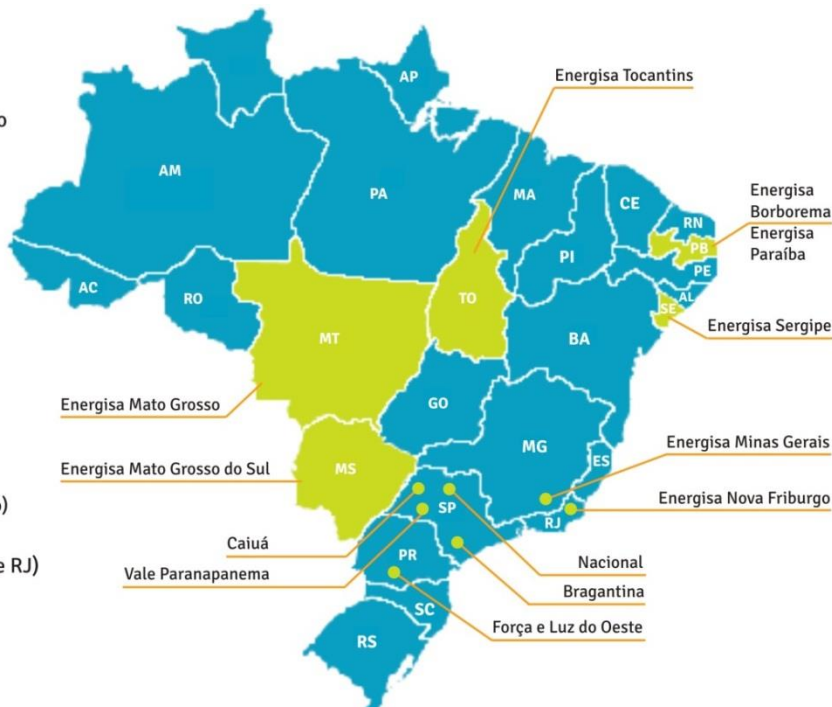 AP
Energisa Tocantins
o
AM
PA
MA
CE
Energisa
Borborema
RN
Energisa
Paraíba
PB
PI
PE
AC
RO
TO
AL
SE
Energisa Sergipe
MT
BA
Energisa Mato Grosso
GO
MG
Energisa Minas Gerais
ES
Energisa Mato Grosso do Sul
MS
Energisa Nova Friburgo
)
SP
RJ
Caiuá
e RJ)
Nacional
Vale Paranapanema
PR
Bragantina
SC
Força e Luz do Oeste
RS